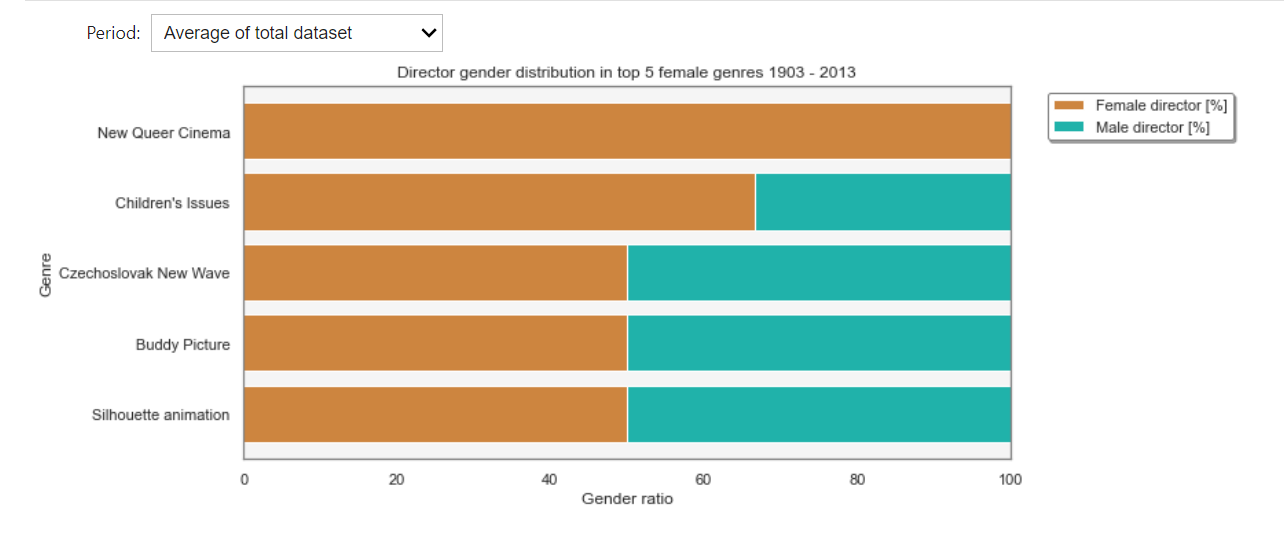 Period: Average of total dataset
Director gender distribution in top 5 female genres 1903 - 2013
Female director [%]
Male director [%]
Genre
New Queer Cinema
Children's Issues
Czechoslovak New Wave
Buddy Picture
Silhouette animation
0 20 40 60 80 100
Gender ratio